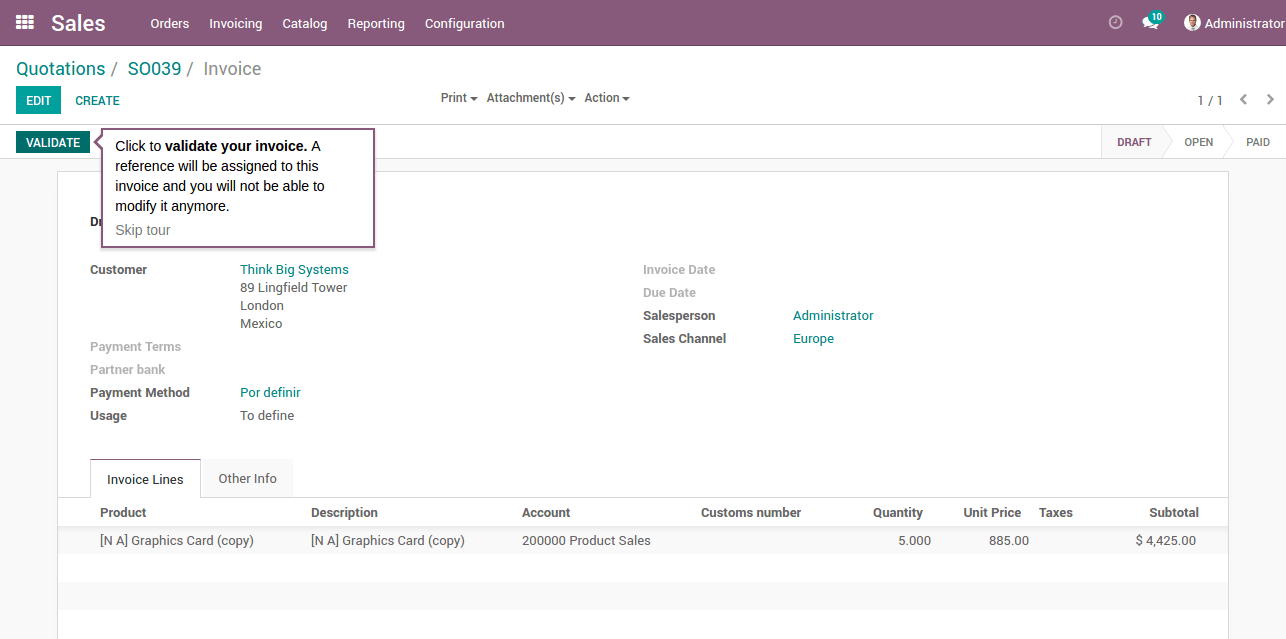 Sales Orders Invoicing Catalog Reporting Configuration 10 Administrator
Quotations / SO039 / Invoice
EDIT CREATE Print Attachment(s) Action 1 / 1
VALIDATE DRAFT OPEN PAID
Click to validate your invoice. A
reference will be assigned to this
invoice and you will not be able to
modify it anymore.
Skip tour
Customer Think Big Systems
89 Lingfield Tower
London
Mexico
Payment Terms
Partner bank
Payment Method Por definir
Usage To define
Invoice Date
Due Date
Salesperson Administrator
Sales Channel Europe
Invoice Lines Other Info
Product Description Account Customs number Quantity Unit Price Taxes Subtotal
[N A] Graphics Card (copy) [N A] Graphics Card (copy) 200000 Product Sales 5.000 885.00 $ 4,425.00